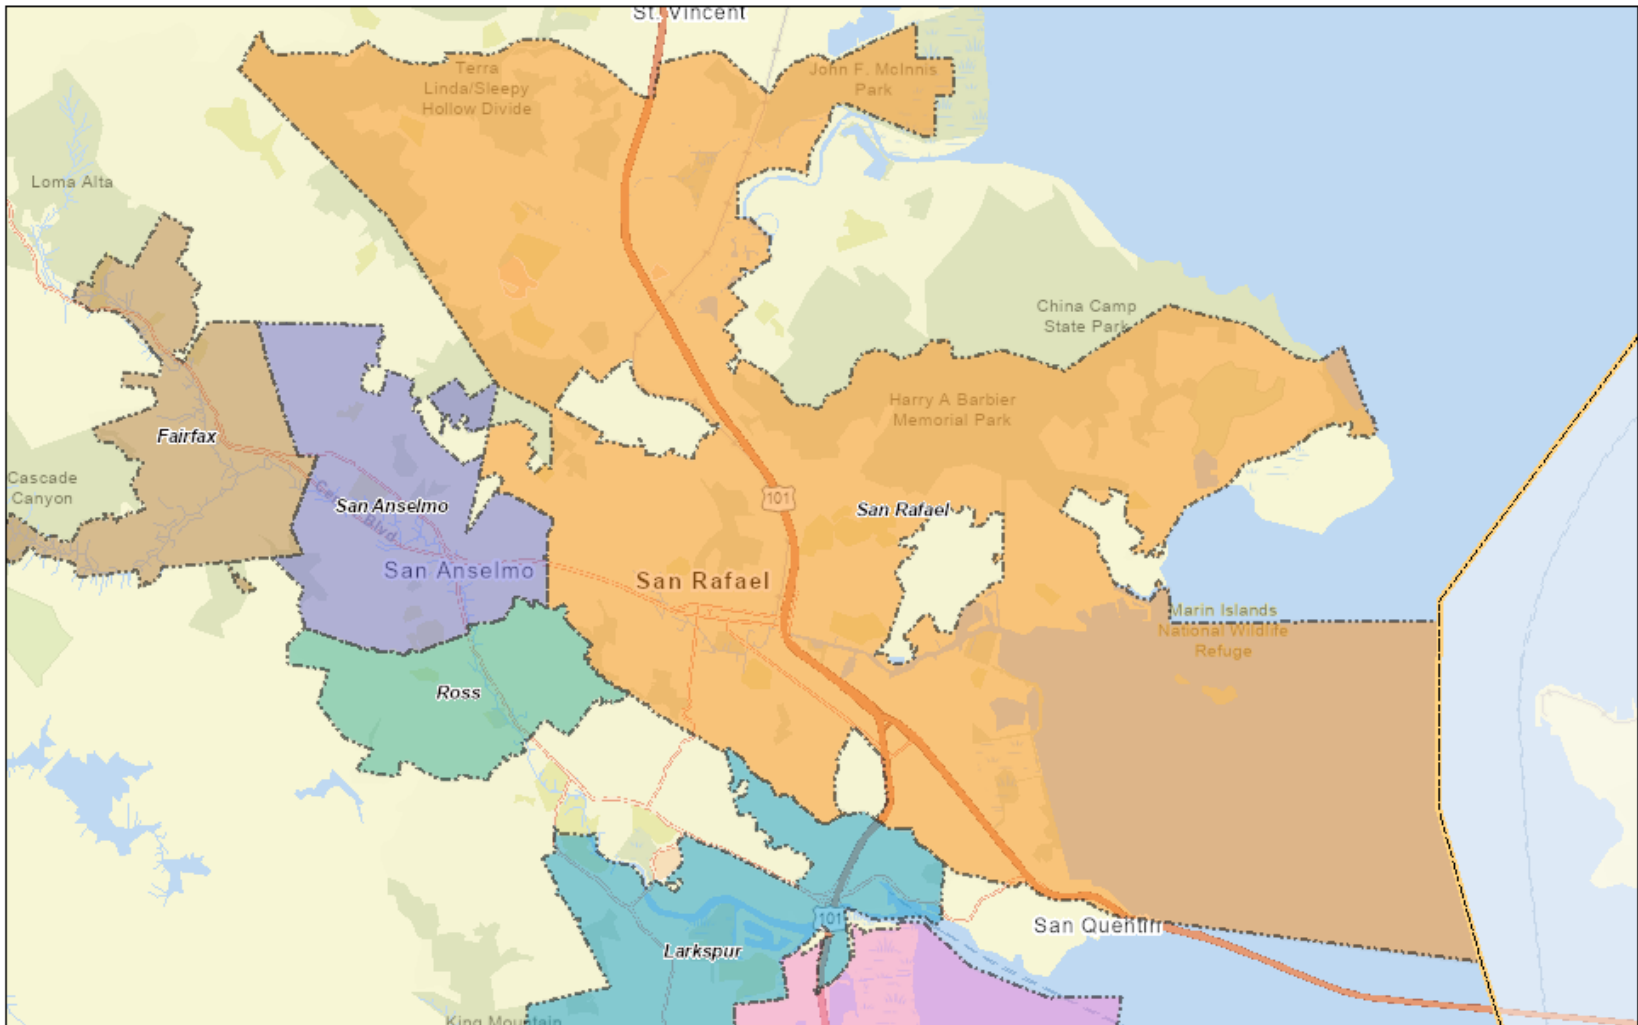 St. Vincent
Terra
Linda/Sleepy
Hollow Divide
John F. McInnis
Park
Loma Alta
China Camp
State Park
Harry A Barbier
Memorial Park
Fairfax
Cascade
Canyon
San Anselmo
101
San Rafael
Blvd
San Anselmo
San Rafael
Marin Islands
National Wildlife
Refuge
Ross
101
San Quentin
Larkspur
King Mountain